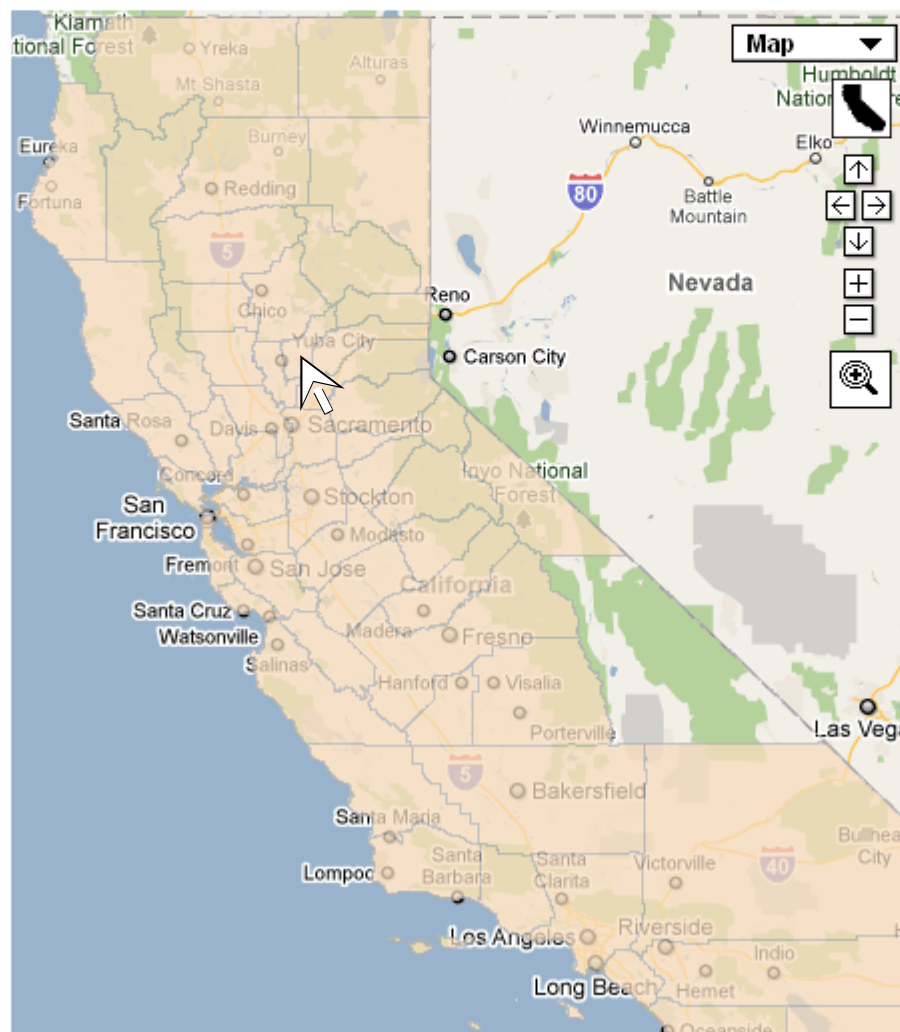 Klamath
tional Forest
Yreka
Mt Shasta
Alturas
Map
Humboldt
Burney
Winnemucca
Elko
Eureka
Fortuna
Redding
80
Battle
Mountain
5
Nevada
Chico
Reno
Yuba City
Carson City
Santa Rosa
Davis
Sacramento
Concord
Inyo National
Forest
San
Francisco
Stockton
Modesto
Fremont
San Jose
California
Santa Cruz
Madera
Watsonville
Fresno
Salinas
Hanford
Visalia
Porterville
Las Vega
5
Bakersfield
Santa Maria
Santa
Barbara
Santa
Clarita
Victorville
40
City
Lompoc
Los Angeles
Riverside
Indio
Long Beach
Hemet
Oceanside